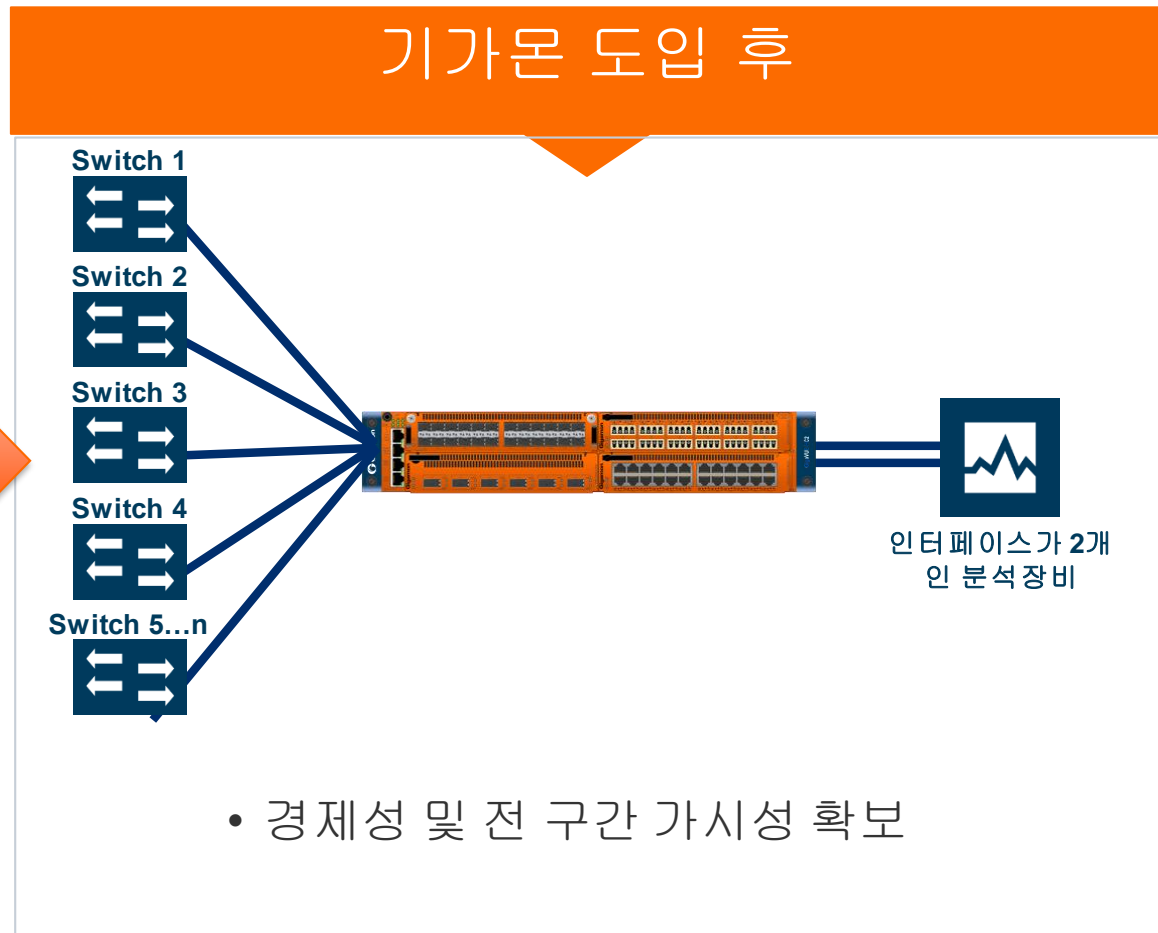 기가몬 도입 후
Switch 1
Switch 2
Switch 3
Switch 4
Switch 5…n
인터페이스가 2개
인 분석장비
• 경제성 및 전 구간 가시성 확보